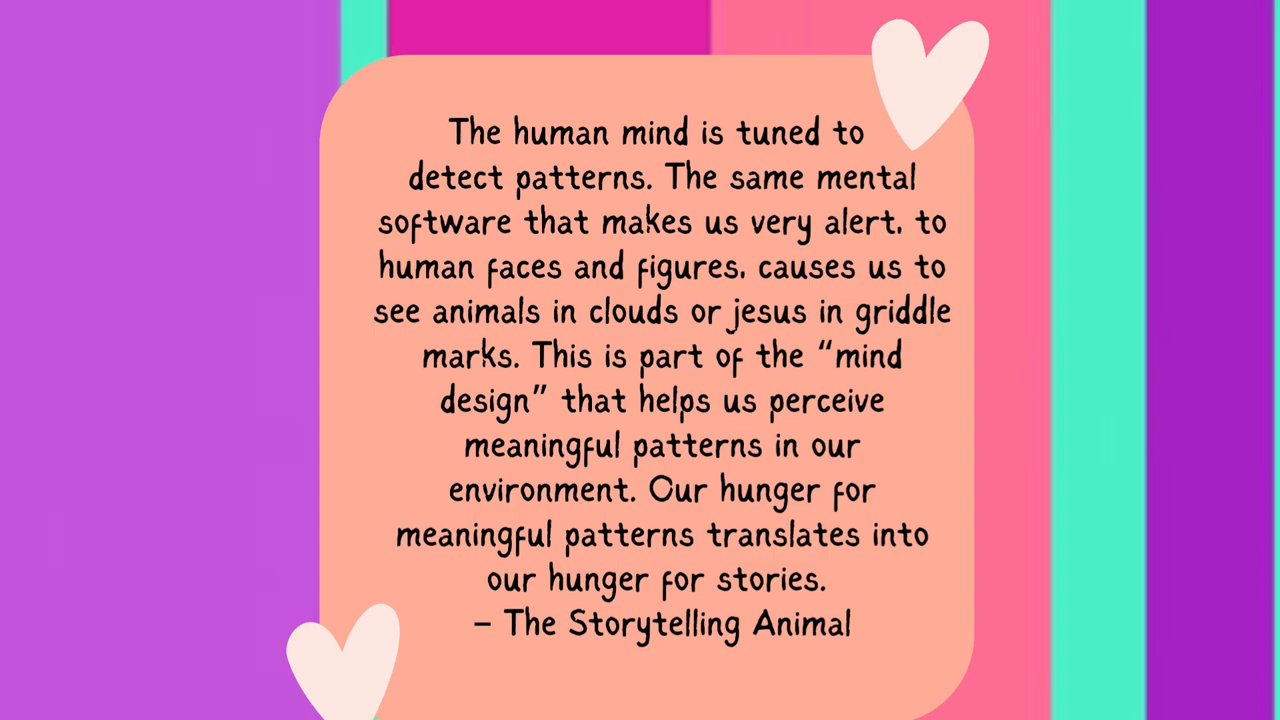 The human mind is tuned to
detect patterns. The same mental
software that makes us very alert, to
human faces and figures, causes us to
see animals in clouds or jesus in griddle
marks. This is part of the “mind
design” that helps us perceive
meaningful patterns in our
environment. Our hunger for
meaningful patterns translates into
our hunger for stories.
– The Storytelling Animal